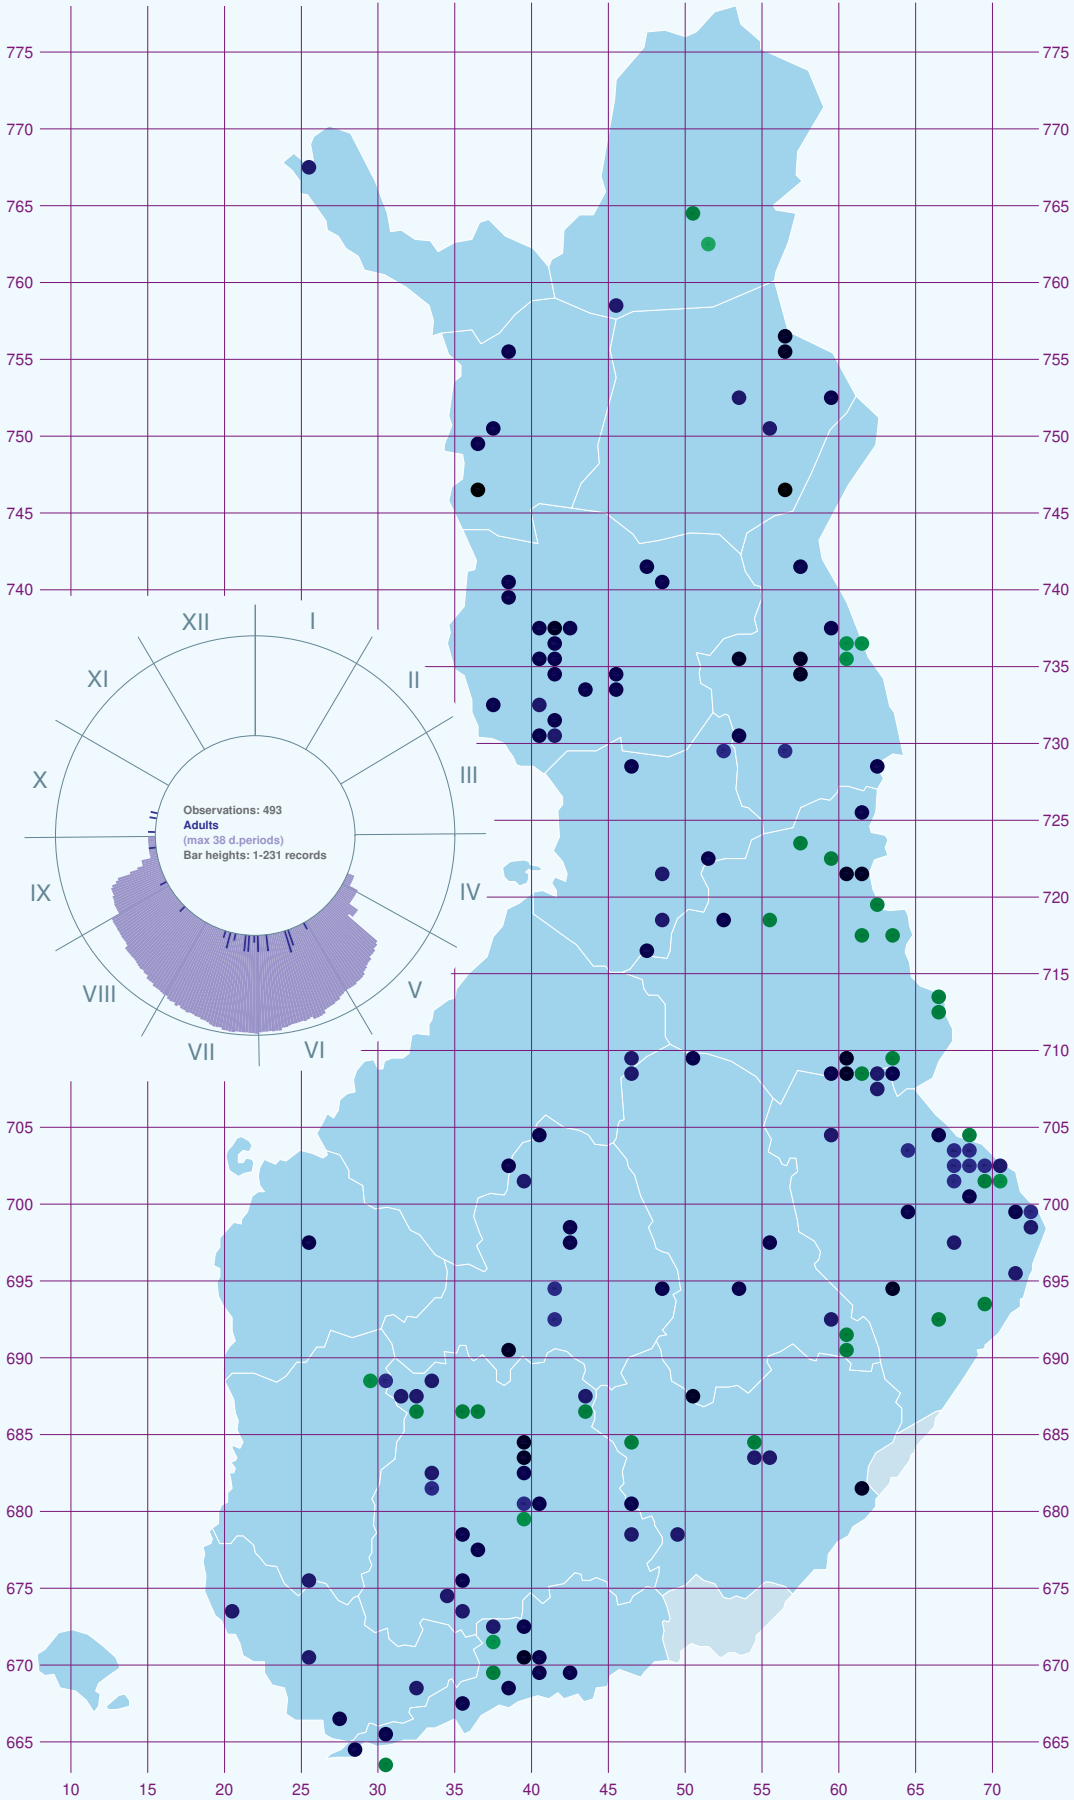 775 775
770 770
765 765
760 760
755 755
750 750
745 745
740 740
XII I
XI II
735 735
730 730
X III
Observations: 493
Adults
(max 38 d.periods)
Bar heights: 1-231 records
725 725
IX IV
720 720
715 715
VIII V
VII VI
710 710
705 705
700 700
695 695
690 690
685 685
680 680
675 675
670 670
665 665
10 15 20 25 30 35 40 45 50 55 60 65 70